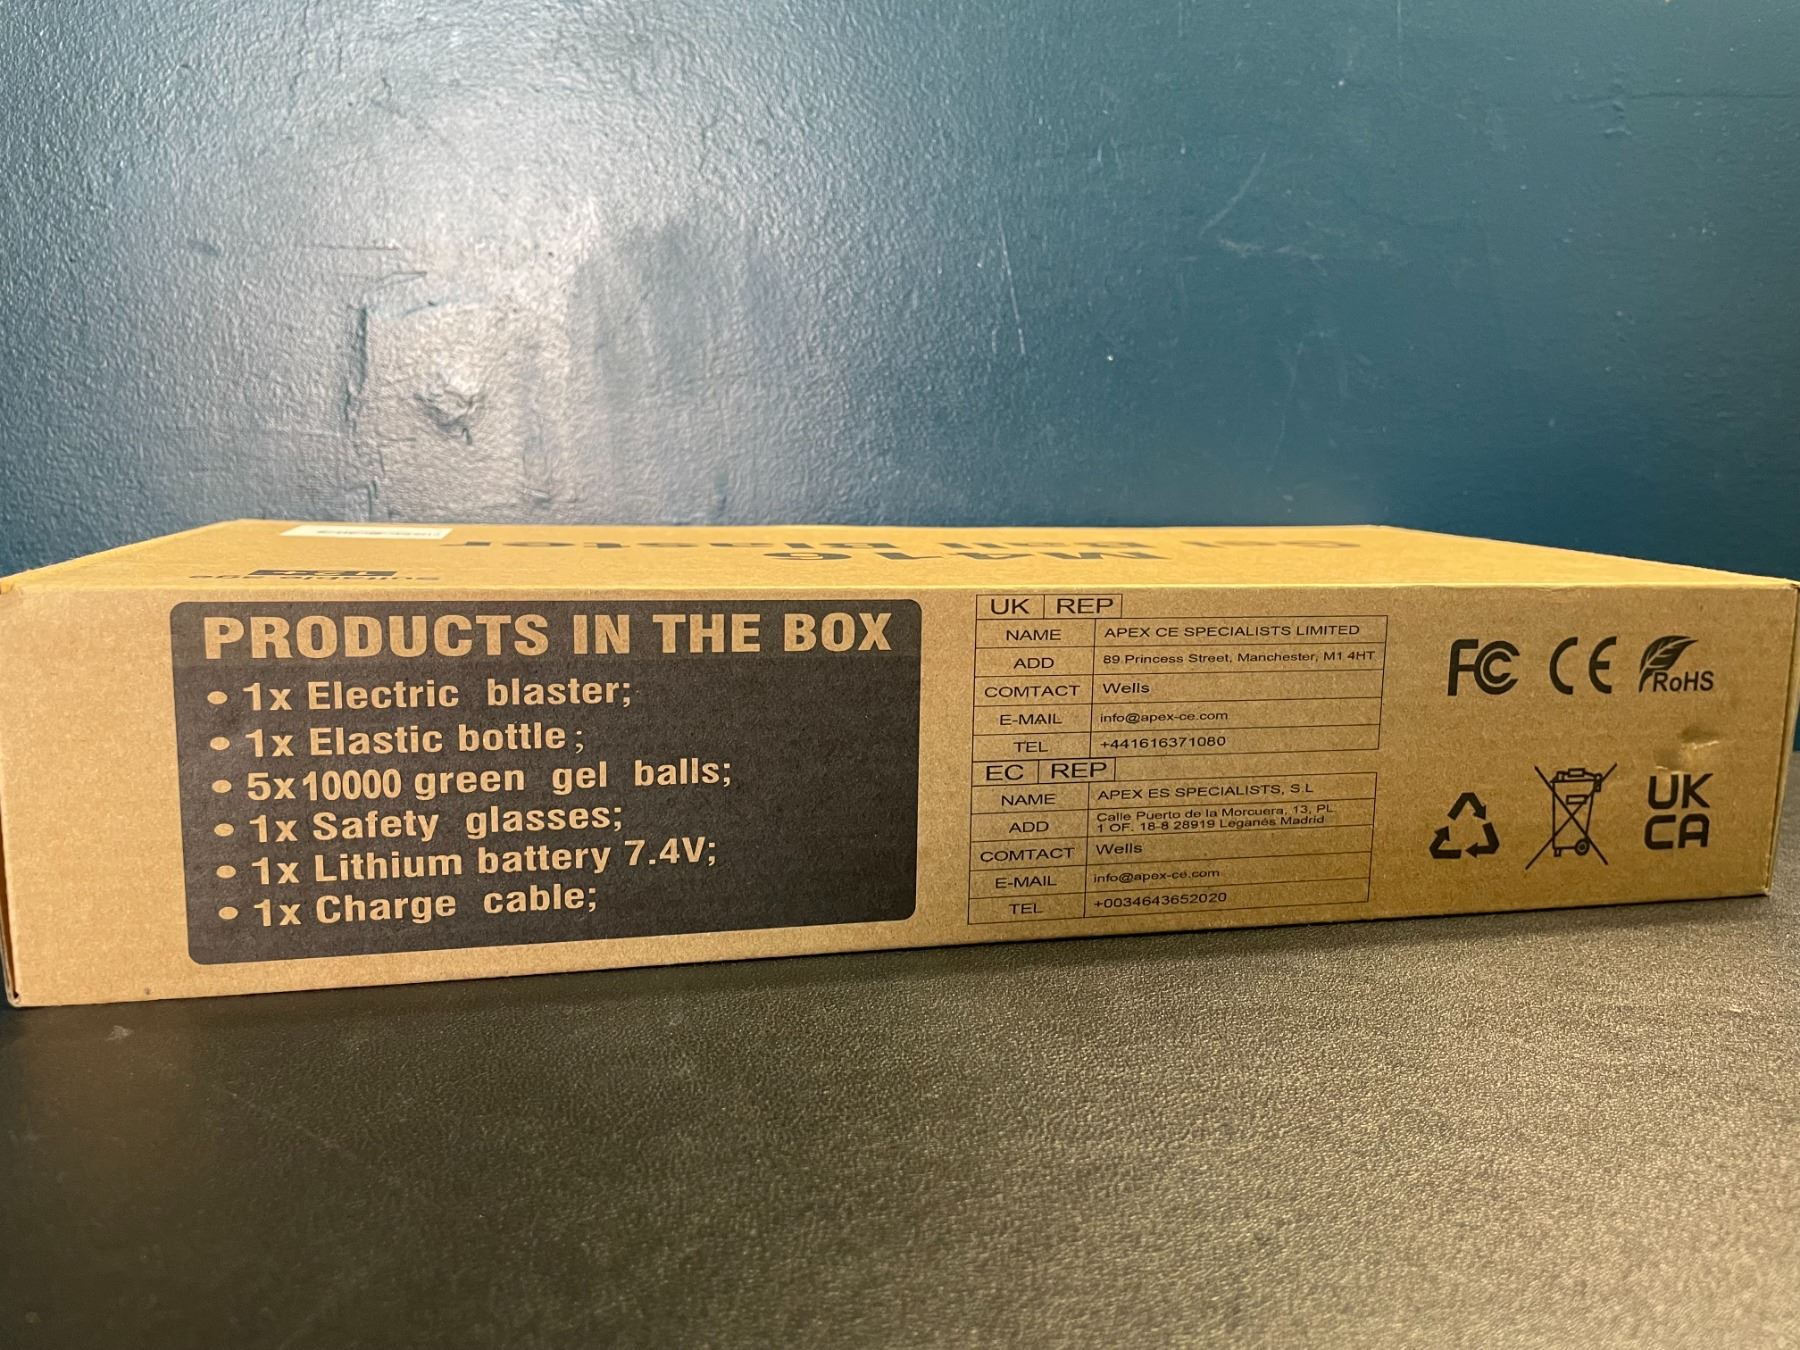 M416
Gel Ball Blaster
PRODUCTS IN THE BOX
• 1x Electric blaster;
• 1x Elastic bottle;
• 5x10000 green gel balls;
• 1x Safety glasses;
• 1x Lithium battery 7.4V;
• 1x Charge cable;
UK REP
NAME APEX CE SPECIALISTS LIMITED
ADD 89 Princess Street, Manchester, M1 4HT
COMTACT Wells
E-MAIL info@apex-ce.com
TEL +441616371080
EC REP
NAME APEX ES SPECIALISTS, S.L
ADD Calle Puerto de la Morcuera, 13, PL.
1 OF. 18-8 28919 Leganés Madrid
COMTACT Wells
E-MAIL info@apex-ce.com
TEL +0034643652020
FC CE RoHS
UK
CA